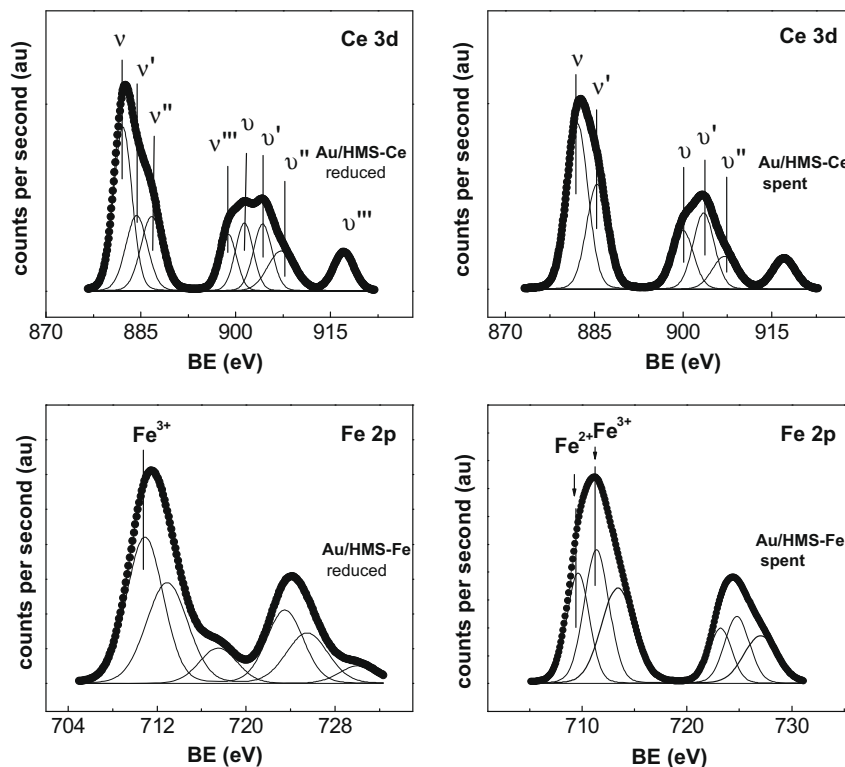 Ce 3d
ν
ν'
ν''
ν'''
υ
υ'
υ''
υ'''
Au/HMS-Ce
reduced
counts per second (au)
870 885 900 915
BE (eV)
Ce 3d
ν
ν'
υ
υ'
υ''
Au/HMS-Ce
spent
counts per second (au)
870 885 900 915
BE (eV)
Fe 2p
Fe³⁺
Au/HMS-Fe
reduced
counts per second (au)
704 712 720 728
BE (eV)
Fe 2p
Fe²⁺ Fe³⁺
Au/HMS-Fe
spent
counts per second (au)
710 720 730
BE (eV)